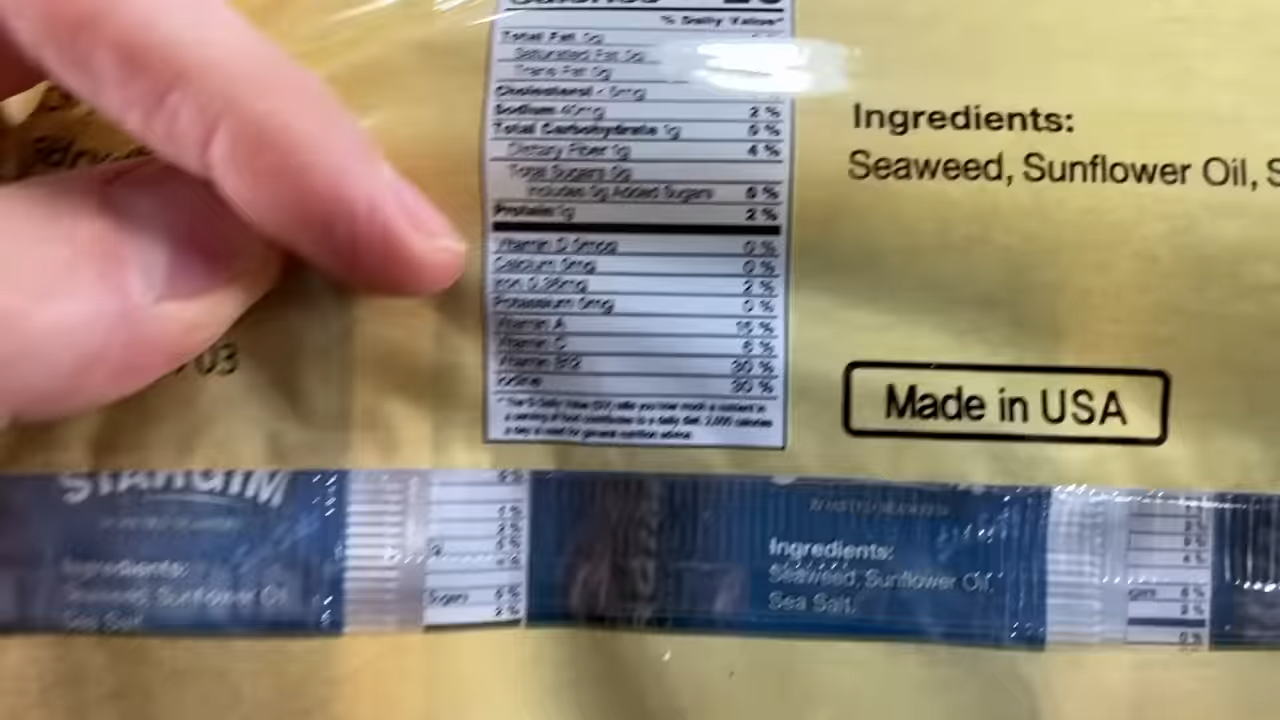 % Daily Value*
Total Fat 0g
Saturated Fat 0g
Trans Fat 0g
Cholesterol < 5mg
Sodium 40mg 2 %
Total Carbohydrate 1g 0 %
Dietary Fiber 1g 4 %
Total Sugars 0g
Includes 0g Added Sugars 0 %
Protein 1g 2 %
Vitamin D 0mcg 0 %
Calcium 0mg 0 %
Iron 0.36mg 2 %
Potassium 0mg 0 %
Vitamin A 15 %
Vitamin C 6 %
Vitamin B12 30 %
Iodine 30 %
Ingredients:
Seaweed, Sunflower Oil, S
Made in USA
03
Ingredients:
Seaweed, Sunflower Oil,
Sea Salt.
Ingredients:
Seaweed, Sunflower Oil,
Sea Salt.